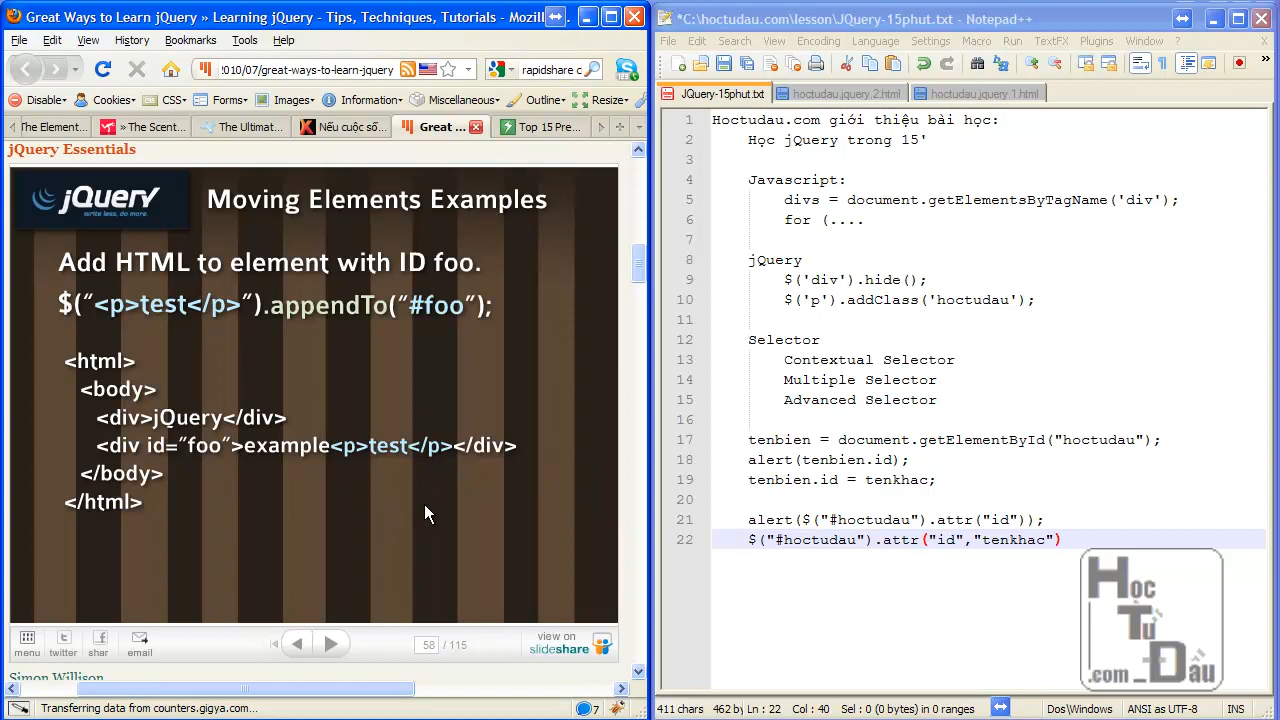 Great Ways to Learn jQuery » Learning jQuery - Tips, Techniques, Tutorials - Mozill...
File Edit View History Bookmarks Tools Help
010/07/great-ways-to-learn-jquery
rapidshare c
Disable Cookies CSS Forms Images Information Miscellaneous Outline Resize
The Element... » The Scent... The Ultimat... Nếu cuộc số... Great ... Top 15 Pre...
jQuery Essentials
jQuery
write less, do more.
Moving Elements Examples
Add HTML to element with ID foo.
$(“<p>test</p>”).appendTo(“#foo”);
<html>
<body>
<div>jQuery</div>
<div id=“foo”>example<p>test</p></div>
</body>
</html>
menu twitter shar email
58 / 115
view on
slideshare
Simon Willison
Transferring data from counters.gigya.com...
7
*C:\hoctudau.com\lesson\JQuery-15phut.txt - Notepad++
File Edit Search View Encoding Language Settings Macro Run TextFX Plugins Window ? X
JQuery-15phut.txt hoctudau.jquery.2.html hoctudau.jquery.1.html
1 Hoctudau.com giới thiệu bài học:
2 Học jQuery trong 15'
3
4 Javascript:
5 divs = document.getElementsByTagName('div');
6 for (....
7
8 jQuery
9 $('div').hide();
10 $('p').addClass('hoctudau');
11
12 Selector
13 Contextual Selector
14 Multiple Selector
15 Advanced Selector
16
17 tenbien = document.getElementById("hoctudau");
18 alert(tenbien.id);
19 tenbien.id = tenkhac;
20
21 alert($("#hoctudau").attr("id"));
22 $("#hoctudau").attr("id","tenkhac")
Học
Từ
.com Đầu
411 chars 462 by Ln : 22 Col : 40 Sel : 0 (0 bytes) in 0 ranges Dos\Windows ANSI as UTF-8 INS